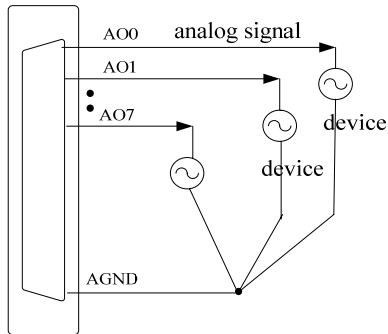 AO0 analog signal
AO1
AO7 device
device
AGND